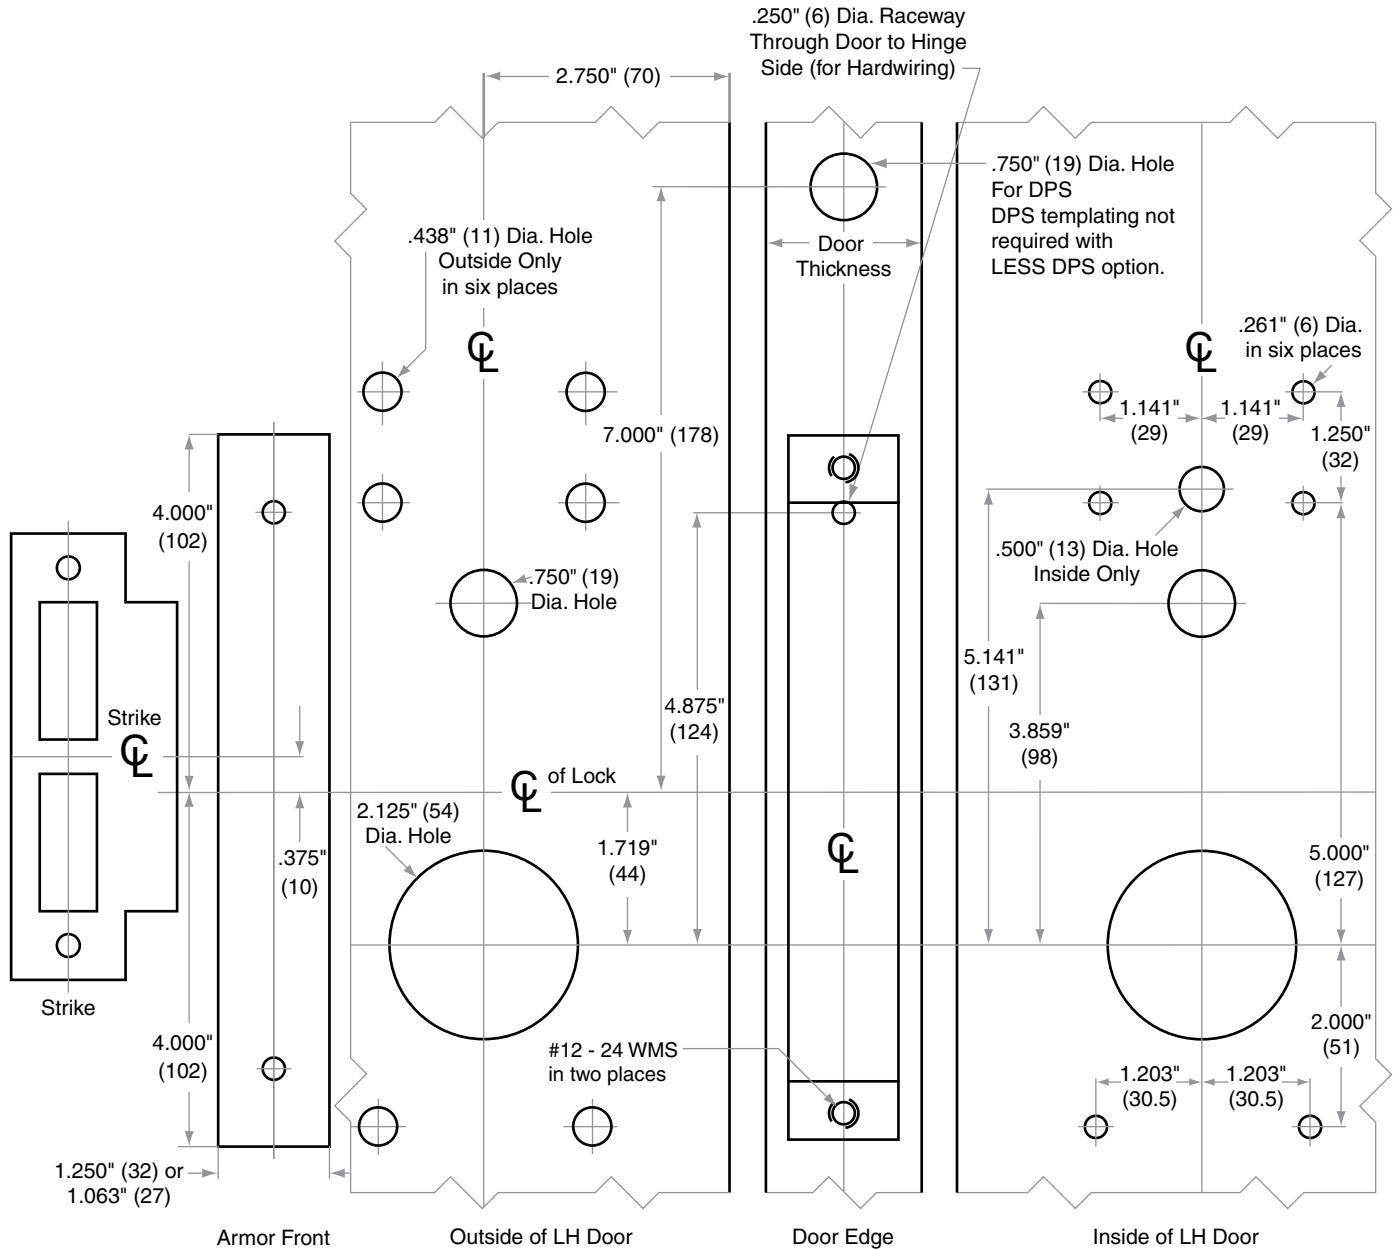 .250" (6) Dia. Raceway
Through Door to Hinge
Side (for Hardwiring)
2.750" (70)
.750" (19) Dia. Hole
For DPS
DPS templating not
required with
LESS DPS option.
.438" (11) Dia. Hole
Outside Only
in six places
Door
Thickness
℄
℄
.261" (6) Dia.
in six places
1.141"
(29)
1.141"
(29)
1.250"
(32)
7.000" (178)
4.000"
(102)
.500" (13) Dia. Hole
Inside Only
.750" (19)
Dia. Hole
5.141"
(131)
4.875"
(124)
3.859"
(98)
Strike
℄
℄ of Lock
2.125" (54)
Dia. Hole
1.719"
(44)
℄
.375"
(10)
5.000"
(127)
Strike
4.000"
(102)
#12 - 24 WMS
in two places
2.000"
(51)
1.203"
(30.5)
1.203"
(30.5)
1.250" (32) or
1.063" (27)
Armor Front
Outside of LH Door
Door Edge
Inside of LH Door